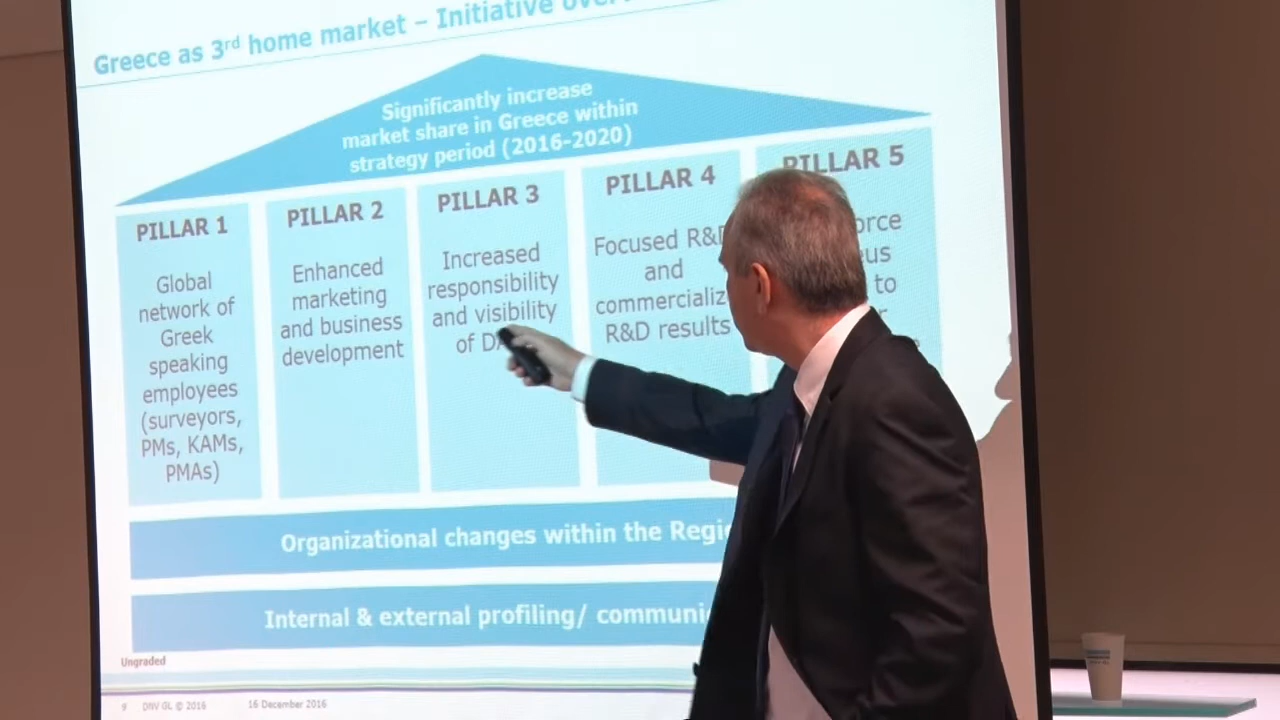 Greece as 3rd home market – Initiative
Significantly increase
market share in Greece within
strategy period (2016-2020)
PILLAR 1
Global
network of
Greek
speaking
employees
(surveyors,
PMs, KAMs,
PMAs)
PILLAR 2
Enhanced
marketing
and business
development
PILLAR 3
Increased
responsibility
and visibility
of
PILLAR 4
Focused R&D
and
R&D results
PILLAR 5
to
Organizational changes within the
Internal & external profiling/
Ungraded
9 DNV GL © 2016 16 December 2016